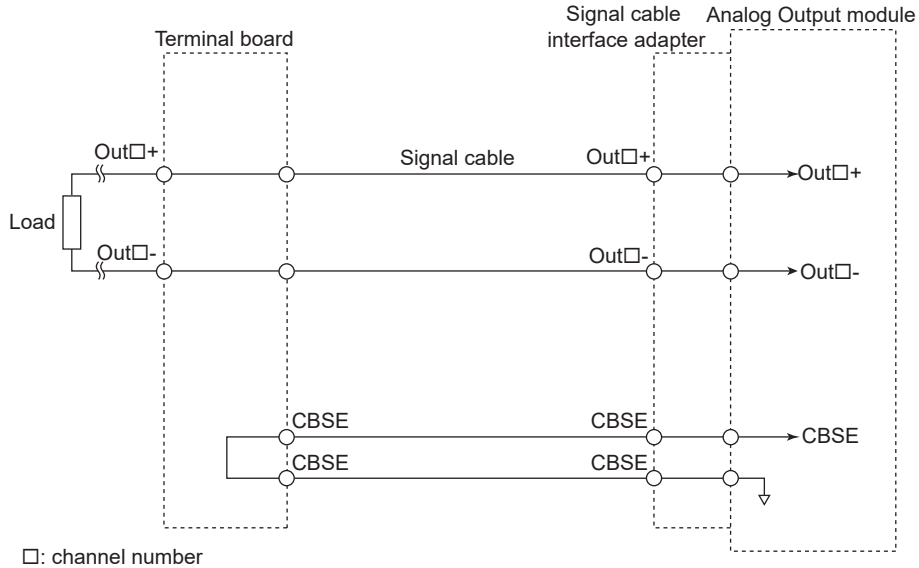 Signal cable
interface adapter
Analog Output module
Terminal board
Out□+
Signal cable
Out□+
Out□+
Load
Out□-
Out□-
Out□-
CBSE
CBSE
CBSE
CBSE
CBSE
□: channel number